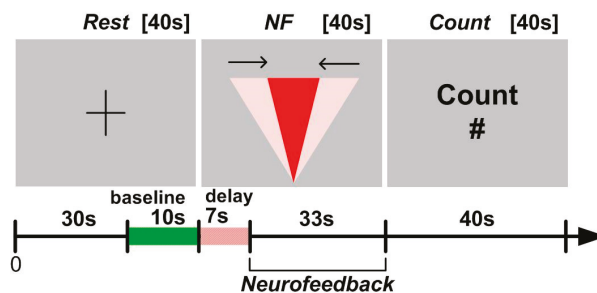 Rest [40s] NF [40s] Count [40s]
Count
#
baseline delay
30s 10s 7s 33s 40s
0
Neurofeedback